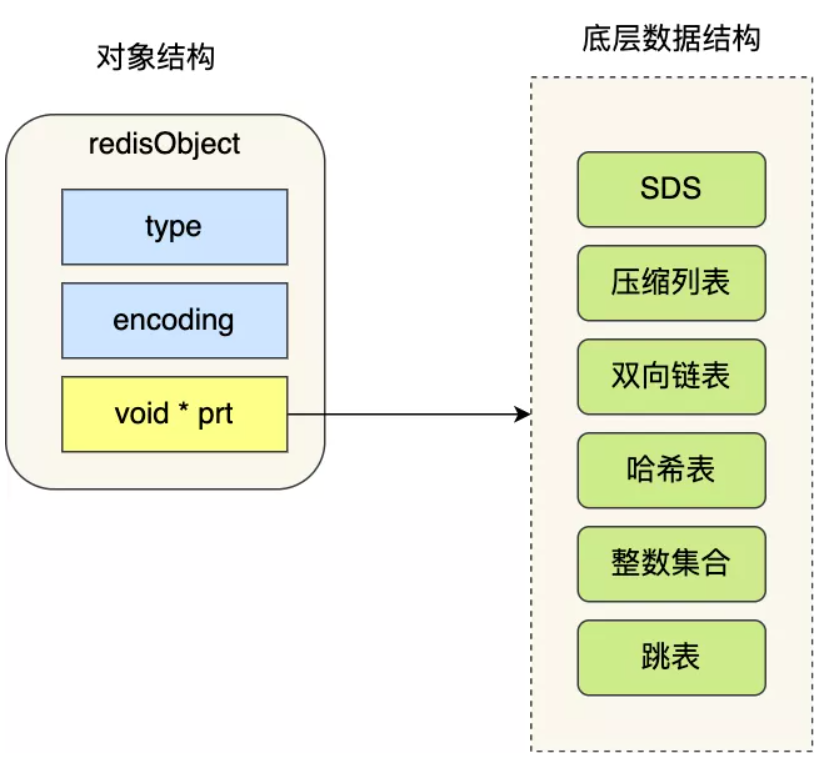 对象结构
redisObject
type
encoding
void * prt
底层数据结构
SDS
压缩列表
双向链表
哈希表
整数集合
跳表